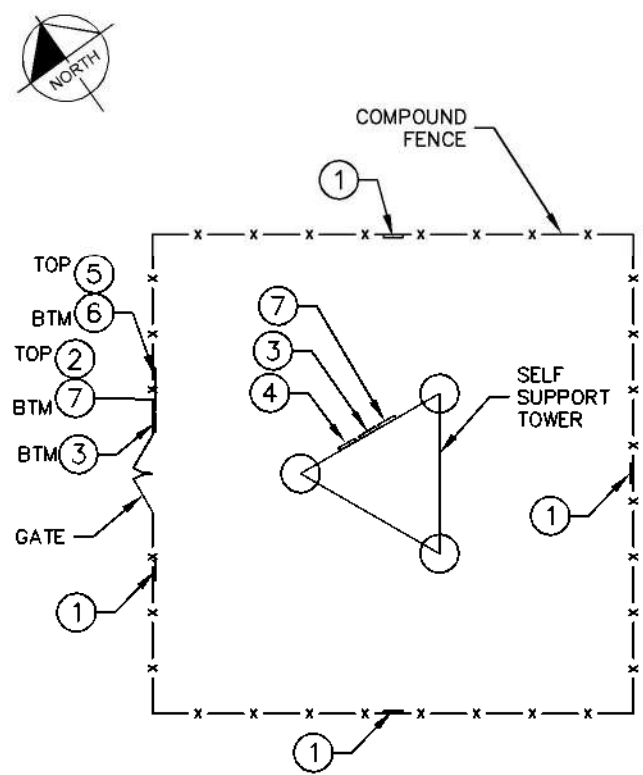 NORTH
COMPOUND
FENCE
1
TOP 5
BTM 6
TOP 2
BTM 7
BTM 3
7
3
4
SELF
SUPPORT
TOWER
1
GATE
1
1